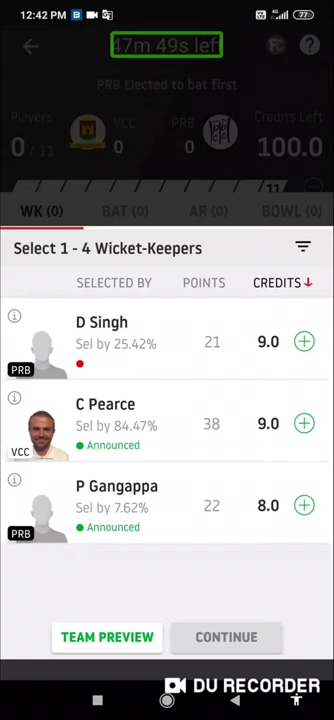 12:42 PM
77
47m 49s left
PRB Elected to bat first
Players
VCC
PRB
Credits Left
0 / 11
0
0
100.0
11
WK (0)
BAT (0)
AR (0)
BOWL (0)
Select 1 - 4 Wicket-Keepers
SELECTED BY
POINTS
CREDITS
D Singh
Sel by 25.42%
21
9.0
PRB
C Pearce
Sel by 84.47%
38
9.0
Announced
VCC
P Gangappa
Sel by 7.62%
22
8.0
Announced
PRB
TEAM PREVIEW
CONTINUE
DU RECORDER